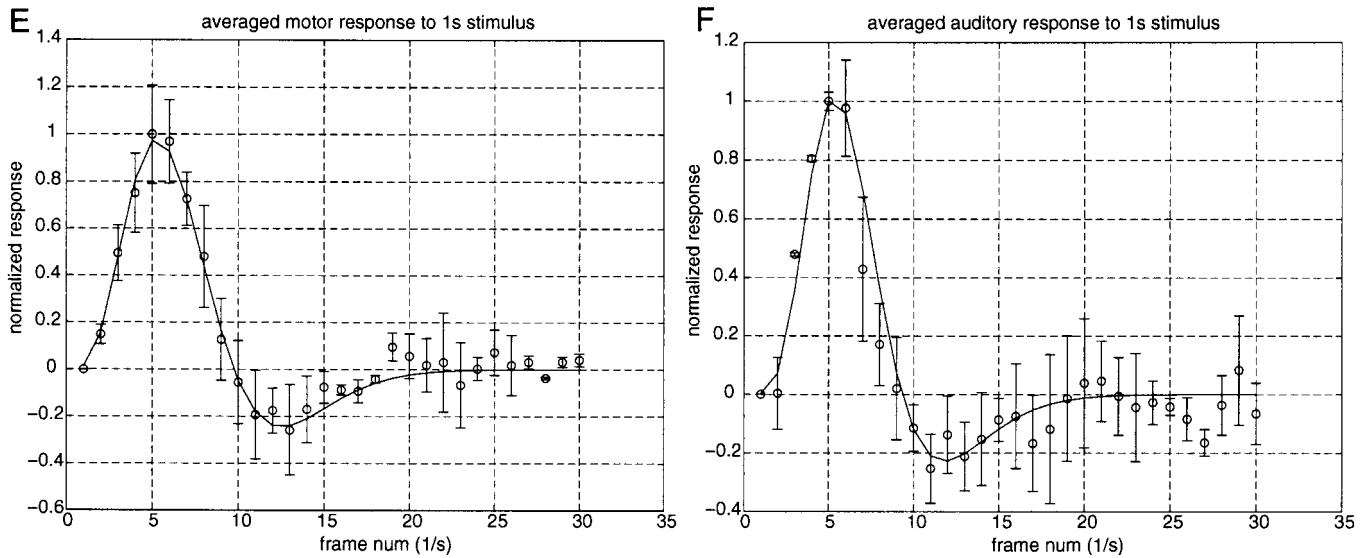 E
averaged motor response to 1s stimulus
1.4
1.2
1
0.8
0.6
0.4
0.2
0
−0.2
−0.4
−0.6
normalized response
0 5 10 15 20 25 30 35
frame num (1/s)
F
averaged auditory response to 1s stimulus
1.2
1
0.8
0.6
0.4
0.2
0
−0.2
−0.4
normalized response
0 5 10 15 20 25 30 35
frame num (1/s)